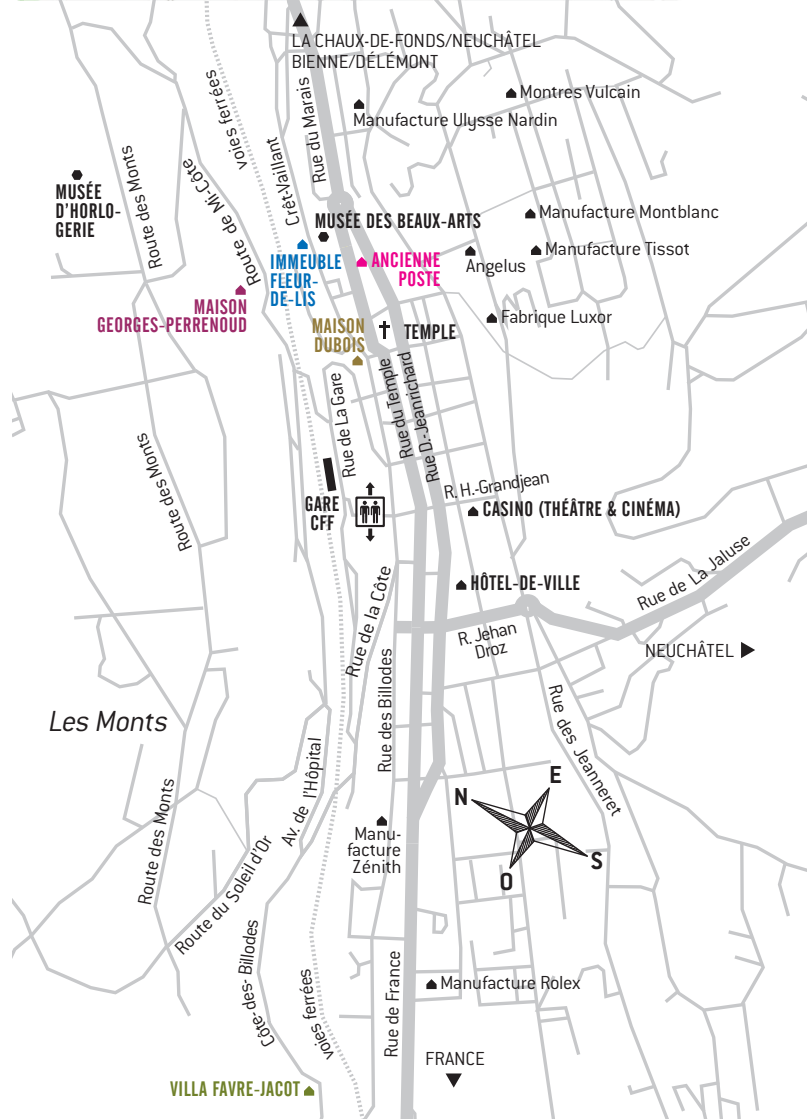 LA CHAUX-DE-FONDS/NEUCHÂTEL
BIENNE/DÉLÉMONT
Montres Vulcain
Manufacture Ulysse Nardin
voies ferrées
Rue du Marais
Crêt-Vaillant
Route de Mi-Côte
Route des Monts
MUSÉE
D'HORLO-
GERIE
MUSÉE DES BEAUX-ARTS
Manufacture Montblanc
Manufacture Tissot
Angelus
IMMEUBLE
FLEUR-
DE-LIS
ANCIENNE
POSTE
MAISON
GEORGES-PERRENOUD
MAISON
DUBOIS
TEMPLE
Fabrique Luxor
Rue de La Gare
Rue du Temple
Rue D.-Jeanrichard
Route des Monts
GARE
CFF
R. H.-Grandjean
CASINO (THÉÂTRE & CINÉMA)
HÔTEL-DE-VILLE
Rue de La Jaluse
Rue de la Côte
R. Jehan
Droz
NEUCHÂTEL
Les Monts
Rue des Billodes
Rue des Jeanneret
Av. de l'Hôpital
N
E
S
O
Manu-
facture
Zénith
Route des Monts
Route du Soleil d'Or
Côte-des-Billodes
voies ferrées
Rue de France
Manufacture Rolex
FRANCE
VILLA FAVRE-JACOT